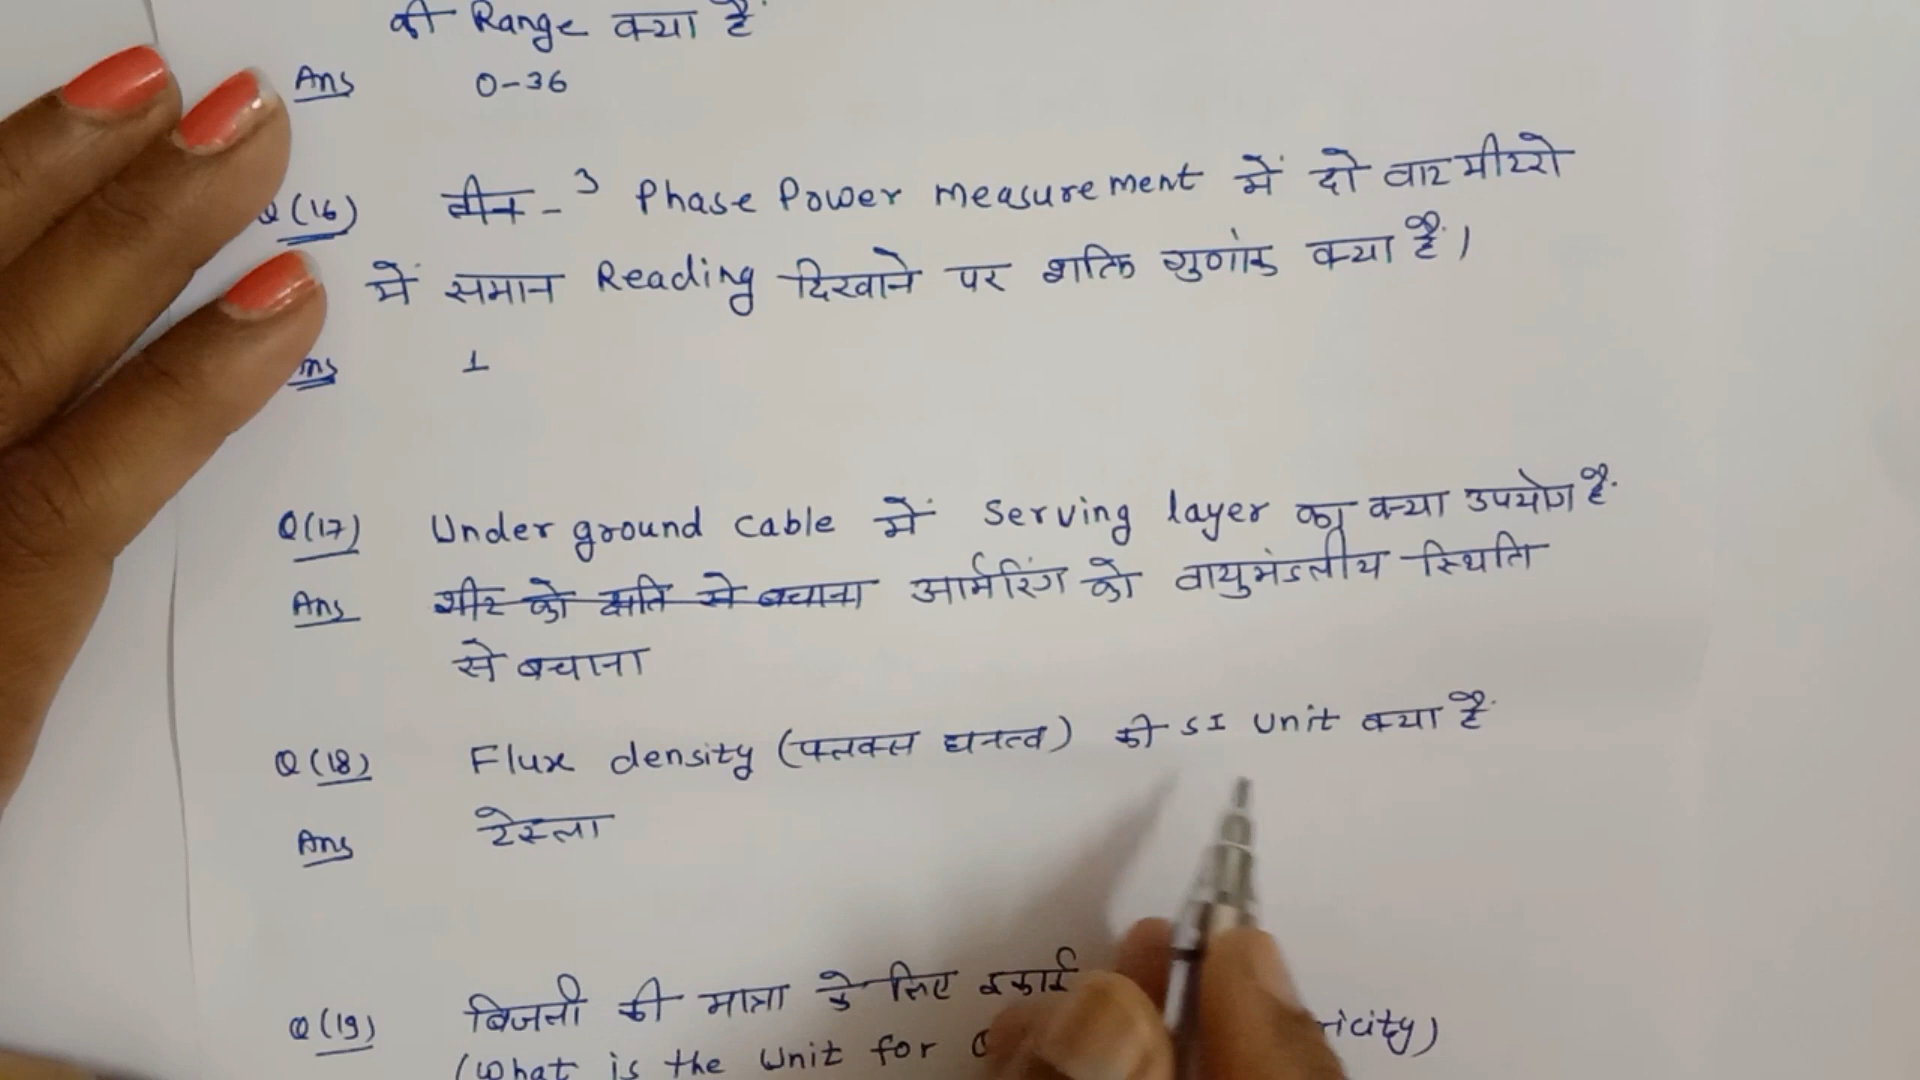 की Range क्या है
Ans 0-36
Q(16) तीन - 3 Phase Power measurement में दो वाटमीटरो
में समान Reading दिखाने पर शक्ति गुणांक क्या है।
Ans 1
Q(17) Under ground cable में Serving layer का क्या उपयोग है.
Ans शीट को क्षति से बचाना आर्मरिंग को वायुमंडलीय स्थिति
से बचाना
Q(18) Flux density (फ्लक्स घनत्व) की SI Unit क्या है
Ans टेस्ला
Q(19) बिजली की मात्रा के लिए इकाई
(What is the Unit for